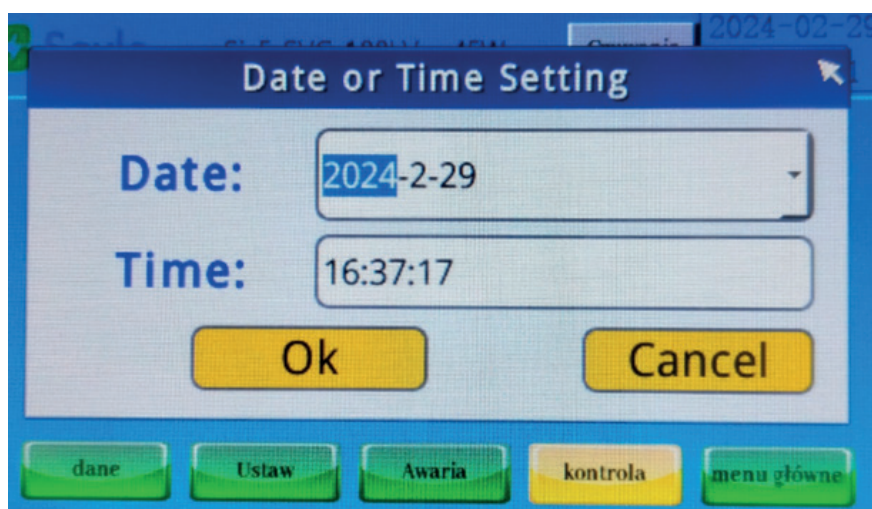 2024-02-29
Date or Time Setting
Date:
2024-2-29
Time:
16:37:17
Ok
Cancel
dane
Ustaw
Awaria
kontrola
menu główne